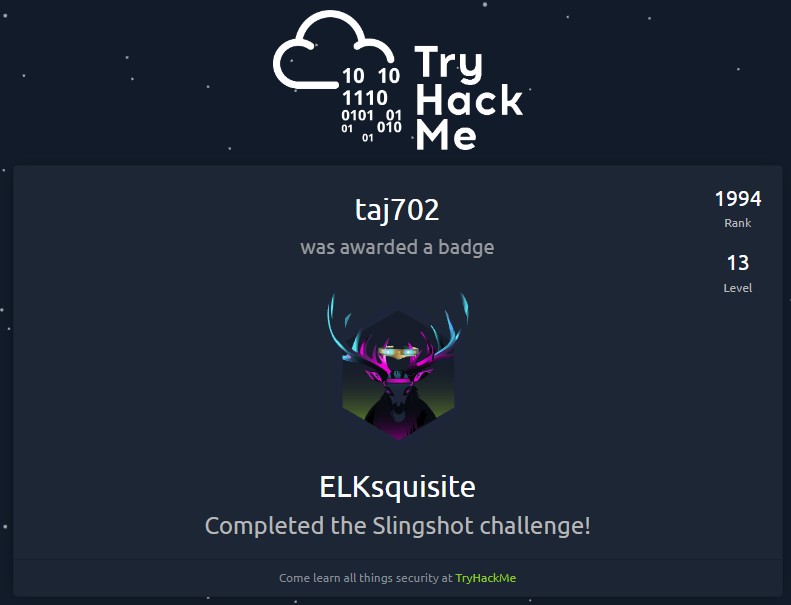 Try
Hack
Me
10 10
1110
0101 01
01 010
01
taj702
was awarded a badge
1994
Rank
13
Level
ELKsquisite
Completed the Slingshot challenge!
Come learn all things security at TryHackMe